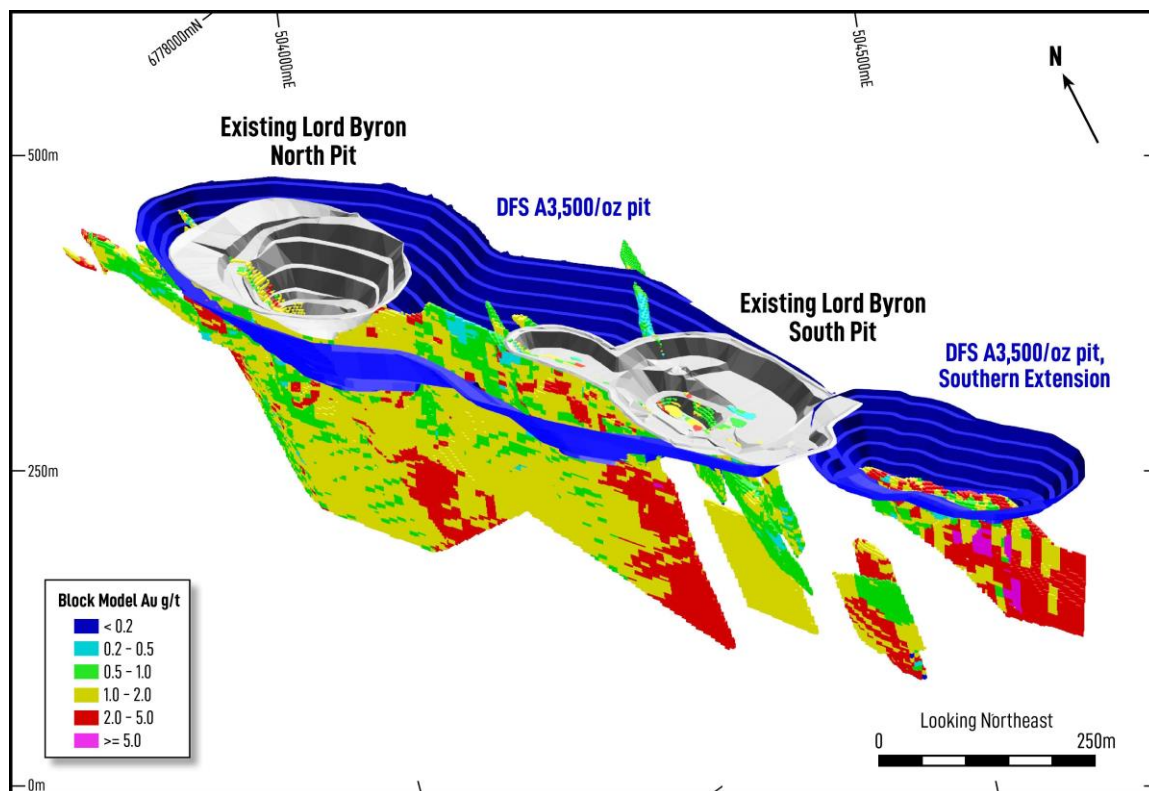 6778000mN
504000mE
504500mE
N
Existing Lord Byron
North Pit
500m
DFS A3,500/oz pit
Existing Lord Byron
South Pit
DFS A3,500/oz pit,
Southern Extension
250m
Block Model Au g/t
< 0.2
0.2 – 0.5
0.5 – 1.0
1.0 – 2.0
2.0 – 5.0
>= 5.0
Looking Northeast
0
250m
0m